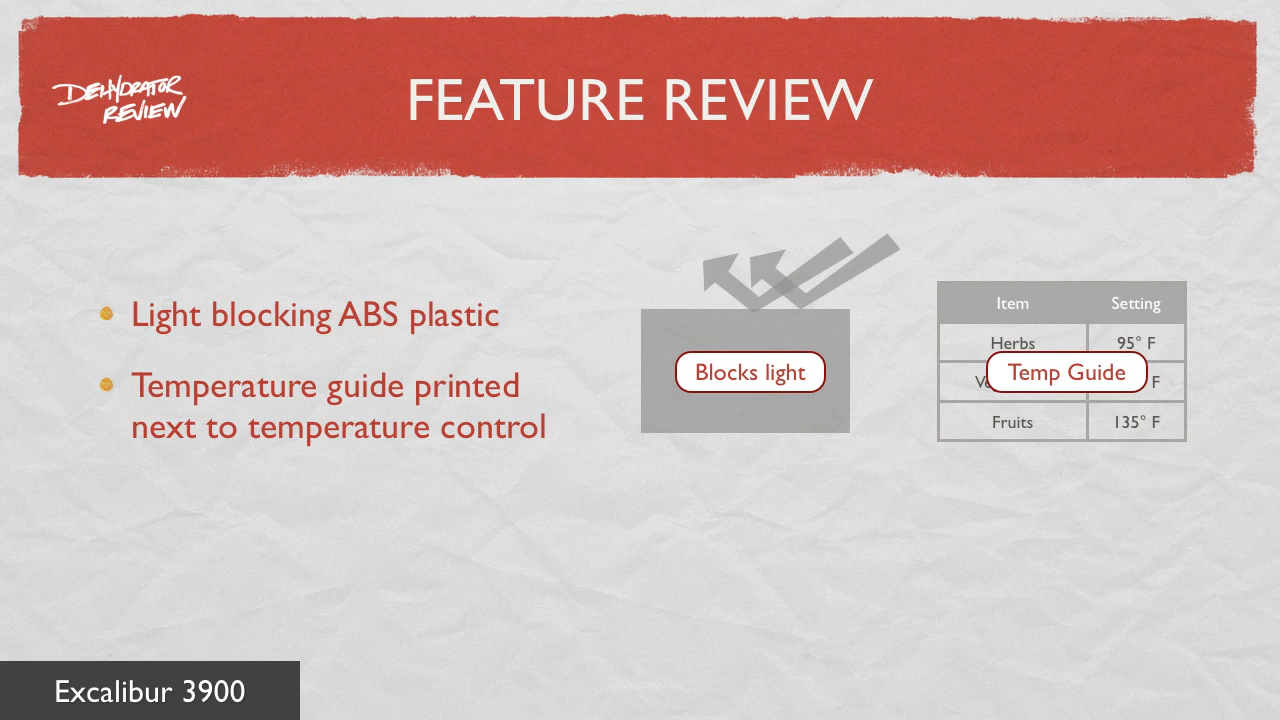 DEHYDRATOR
REVIEW
FEATURE REVIEW
Light blocking ABS plastic
Temperature guide printed
next to temperature control
Blocks light
Item Setting
Herbs 95° F
Temp Guide
F
Fruits 135° F
Excalibur 3900